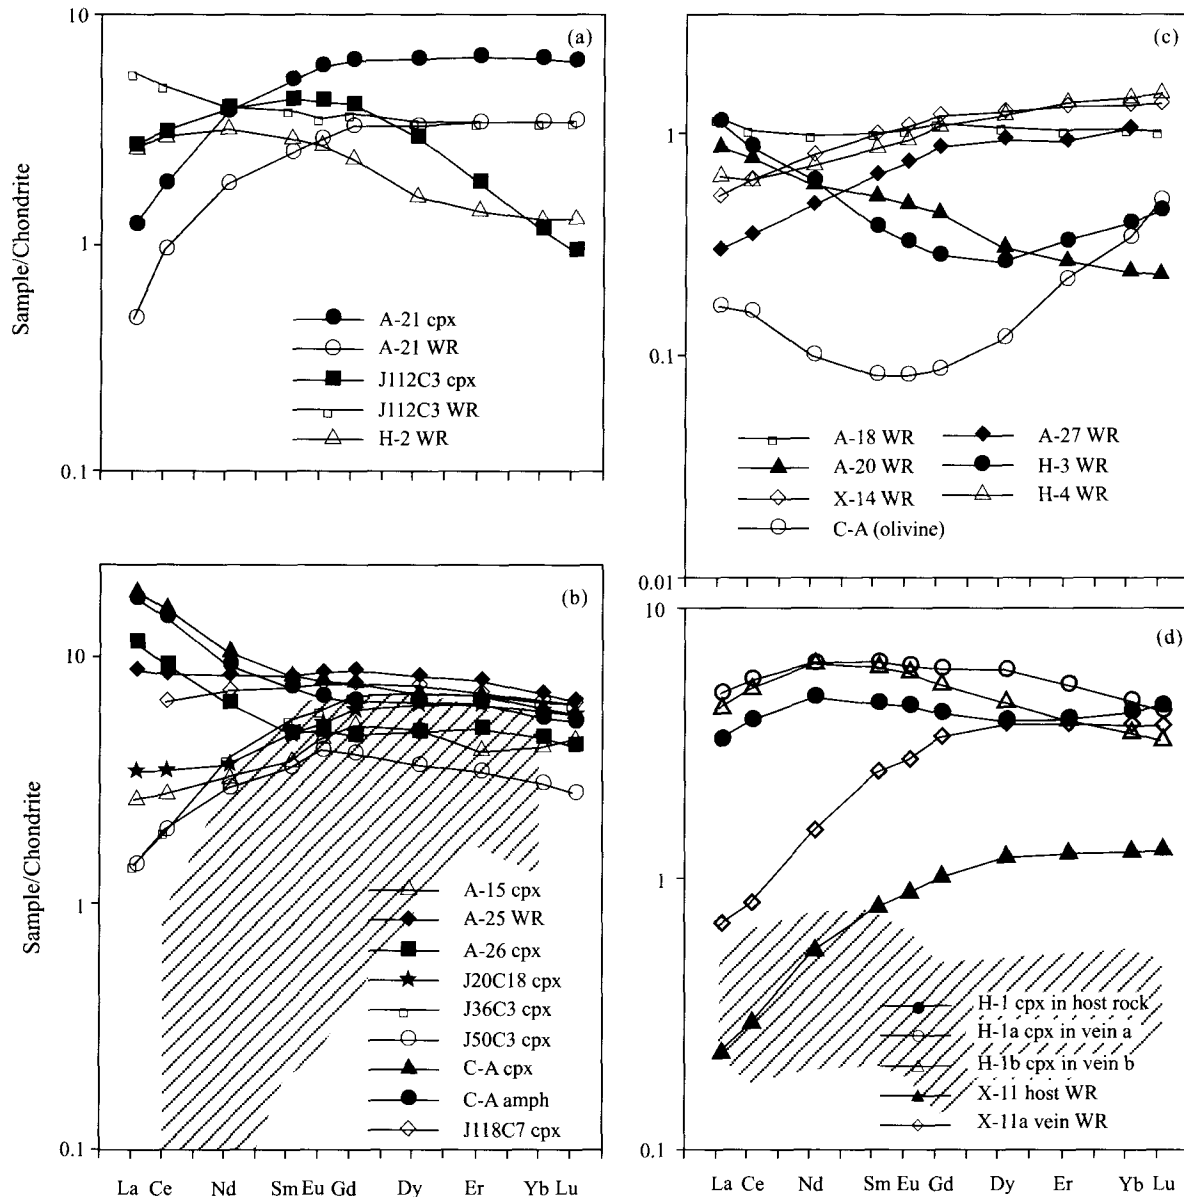 Sample/Chondrite
10
1
0.1
(a)
A-21 cpx
A-21 WR
J112C3 cpx
J112C3 WR
H-2 WR
1
0.1
0.01
(c)
A-18 WR
A-20 WR
X-14 WR
C-A (olivine)
A-27 WR
H-3 WR
H-4 WR
Sample/Chondrite
10
1
0.1
(b)
A-15 cpx
A-25 WR
A-26 cpx
J20C18 cpx
J36C3 cpx
J50C3 cpx
C-A cpx
C-A amph
J118C7 cpx
La Ce Nd Sm Eu Gd Dy Er Yb Lu
10
1
0.1
(d)
H-1 cpx in host rock
H-1a cpx in vein a
H-1b cpx in vein b
X-11 host WR
X-11a vein WR
La Ce Nd Sm Eu Gd Dy Er Yb Lu